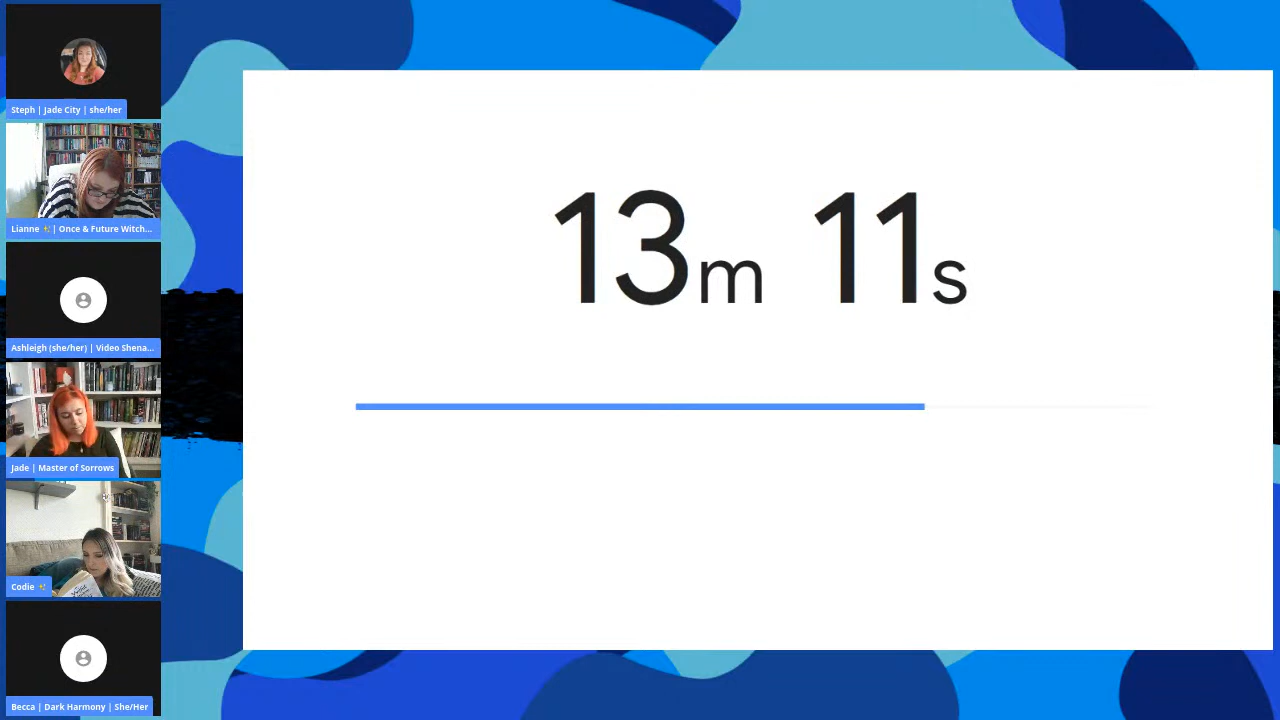 Steph | Jade City | she/her
Lianne ✨ | Once & Future Witch...
Ashleigh (she/her) | Video Shena...
Jade | Master of Sorrows
Codie ✨
Becca | Dark Harmony | She/Her
13m 11s